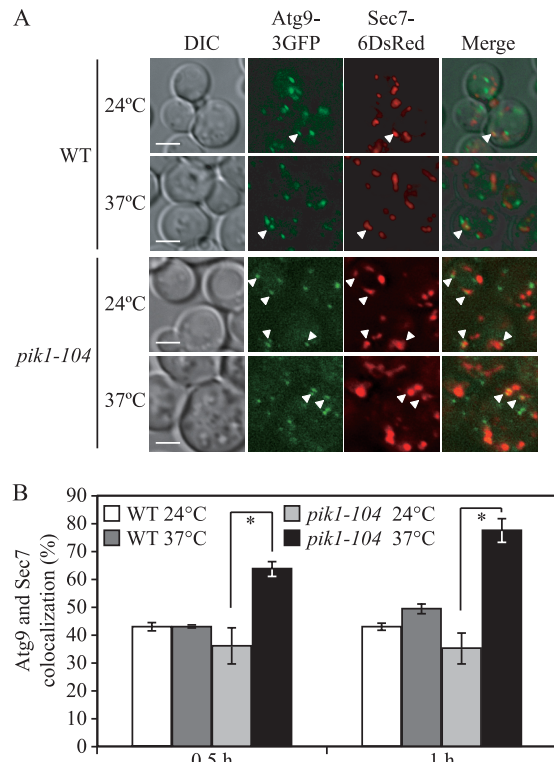 A
DIC
Atg9-
3GFP
Sec7-
6DsRed
Merge
WT
24ºC
37ºC
pik1-104
24ºC
37ºC
B
WT 24°C
pik1-104 24°C
WT 37°C
pik1-104 37°C
Atg9 and Sec7
colocalization (%)
90
80
70
60
50
40
30
20
10
0
*
*
0.5 h
1 h